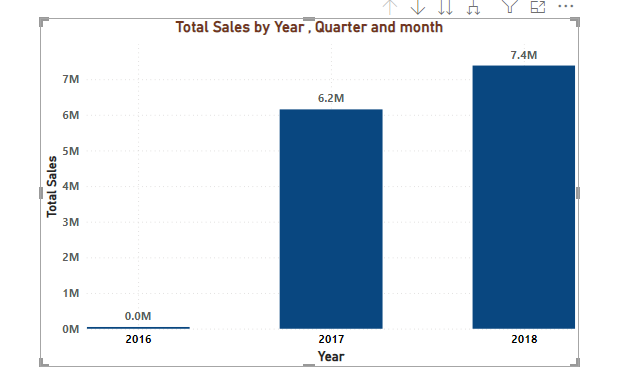 Total Sales by Year , Quarter and month
7.4M
7M
6.2M
6M
5M
4M
3M
2M
1M
0.0M
0M
Total Sales
2016
2017
2018
Year